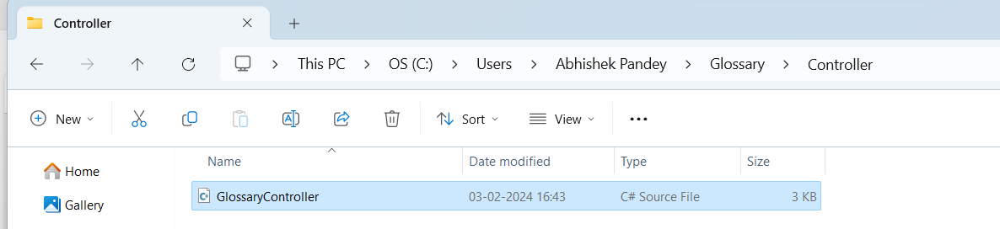 Controller
This PC > OS (C:) > Users > Abhishek Pandey > Glossary > Controller
New Sort View
Name Date modified Type Size
Home
GlossaryController 03-02-2024 16:43 C# Source File 3 KB
Gallery